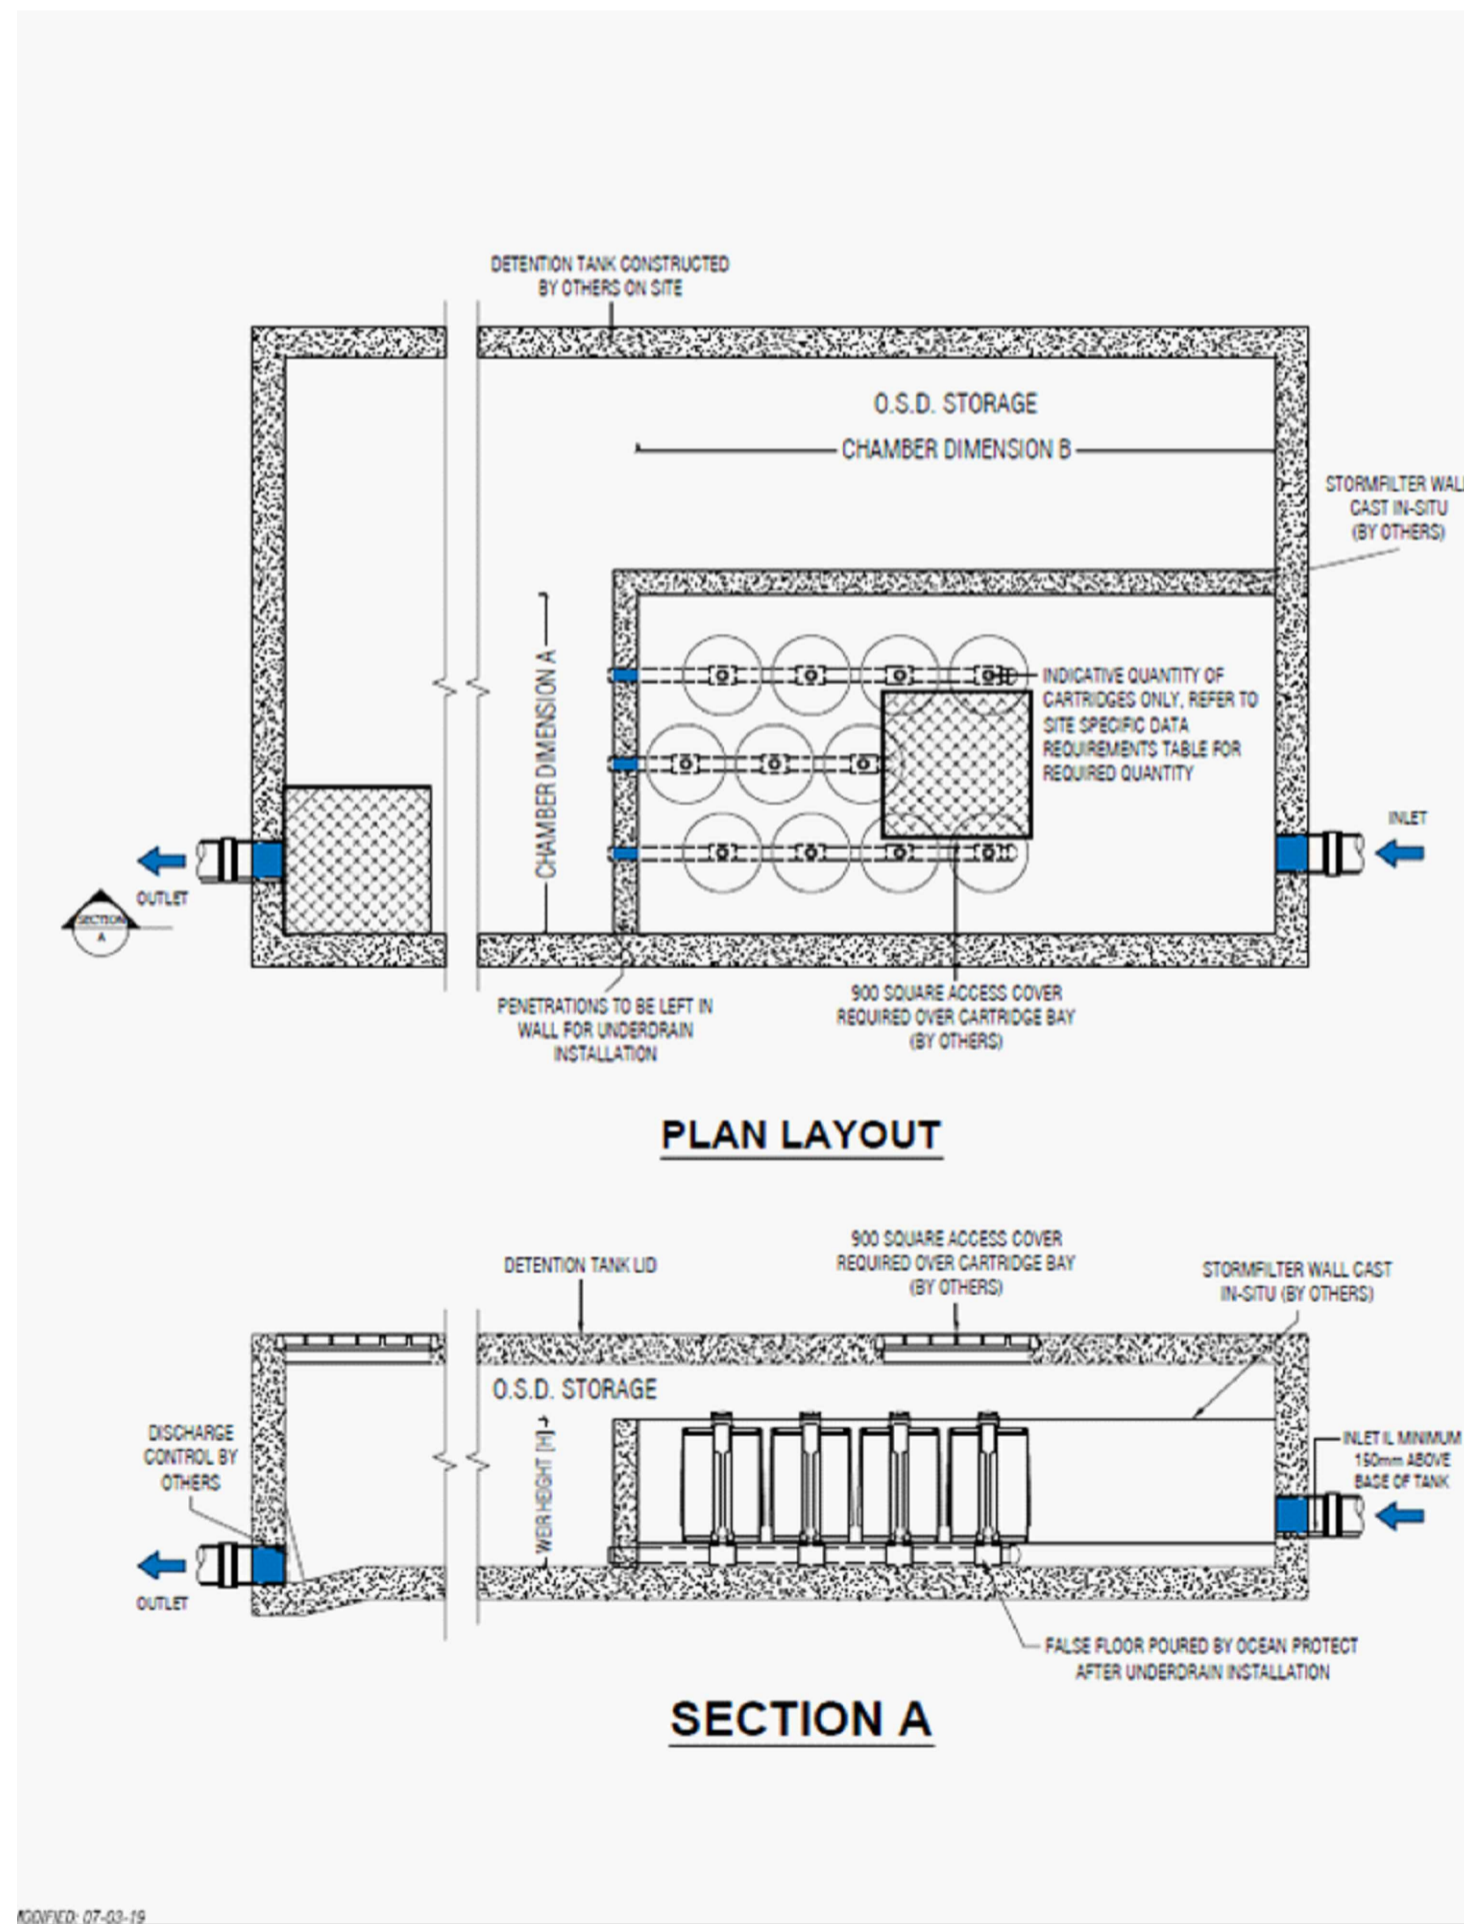 DETENTION TANK CONSTRUCTED
BY OTHERS ON SITE
O.S.D. STORAGE
CHAMBER DIMENSION B
STORMFILTER WALL
CAST IN-SITU
(BY OTHERS)
CHAMBER DIMENSION A
INDICATIVE QUANTITY OF
CARTRIDGES ONLY, REFER TO
SITE SPECIFIC DATA
REQUIREMENTS TABLE FOR
REQUIRED QUANTITY
INLET
OUTLET
SECTION
A
PENETRATIONS TO BE LEFT IN
WALL FOR UNDERDRAIN
INSTALLATION
900 SQUARE ACCESS COVER
REQUIRED OVER CARTRIDGE BAY
(BY OTHERS)
PLAN LAYOUT
DETENTION TANK LID
900 SQUARE ACCESS COVER
REQUIRED OVER CARTRIDGE BAY
(BY OTHERS)
STORMFILTER WALL CAST
IN-SITU (BY OTHERS)
O.S.D. STORAGE
DISCHARGE
CONTROL BY
OTHERS
WEIR HEIGHT [H]
INLET IL MINIMUM
150mm ABOVE
BASE OF TANK
OUTLET
FALSE FLOOR POURED BY OCEAN PROTECT
AFTER UNDERDRAIN INSTALLATION
SECTION A
MODIFIED: 07-03-19